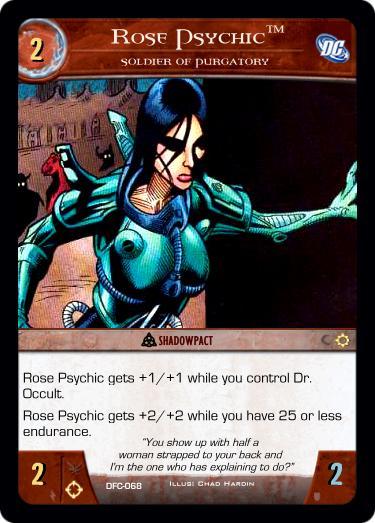 2
Rose Psychic™
SOLDIER OF PURGATORY
DC
SHADOWPACT
Rose Psychic gets +1/+1 while you control Dr.
Occult.
Rose Psychic gets +2/+2 while you have 25 or less
endurance.
"You show up with half a
woman strapped to your back and
I'm the one who has explaining to do?"
2
2
DFC-068
Illus: Chad Hardin